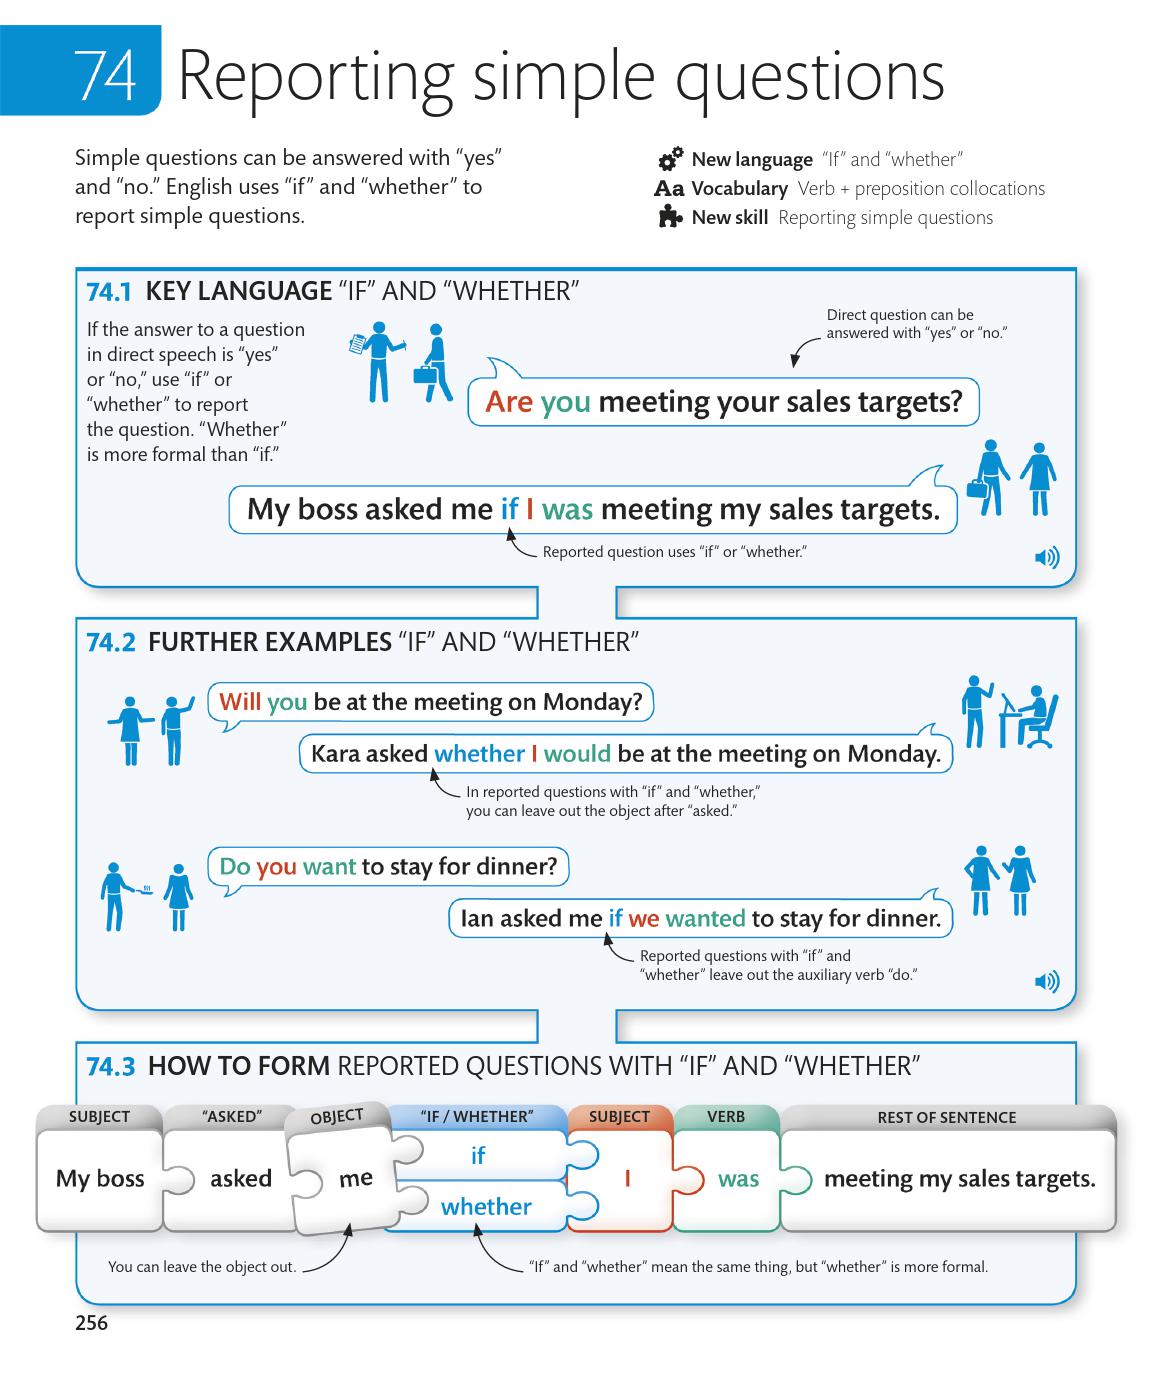 74 Reporting simple questions
Simple questions can be answered with “yes”
and “no.” English uses “if” and “whether” to
report simple questions.
New language “If” and “whether”
Aa Vocabulary Verb + preposition collocations
New skill Reporting simple questions
74.1 KEY LANGUAGE “IF” AND “WHETHER”
If the answer to a question
in direct speech is “yes”
or “no,” use “if” or
“whether” to report
the question. “Whether”
is more formal than “if.”
Direct question can be
answered with “yes” or “no.”
Are you meeting your sales targets?
My boss asked me if I was meeting my sales targets.
Reported question uses “if” or “whether.”
74.2 FURTHER EXAMPLES “IF” AND “WHETHER”
Will you be at the meeting on Monday?
Kara asked whether I would be at the meeting on Monday.
In reported questions with “if” and “whether,”
you can leave out the object after “asked.”
Do you want to stay for dinner?
Ian asked me if we wanted to stay for dinner.
Reported questions with “if” and
“whether” leave out the auxiliary verb “do.”
74.3 HOW TO FORM REPORTED QUESTIONS WITH “IF” AND “WHETHER”
SUBJECT “ASKED” OBJECT “IF / WHETHER” SUBJECT VERB REST OF SENTENCE
if
My boss asked me I was meeting my sales targets.
whether
You can leave the object out.
“If” and “whether” mean the same thing, but “whether” is more formal.
256